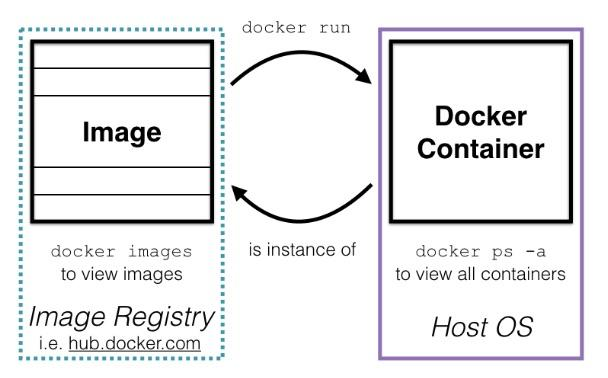 docker run
Image
Docker
Container
docker images
to view images
is instance of
docker ps -a
to view all containers
Image Registry
i.e. hub.docker.com
Host OS